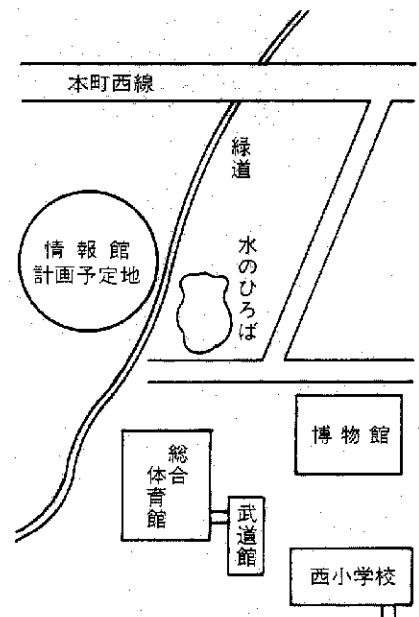 本町西線
緑道
情報館
計画予定地
水のひろば
博物館
総合
体育館
武道館
西小学校